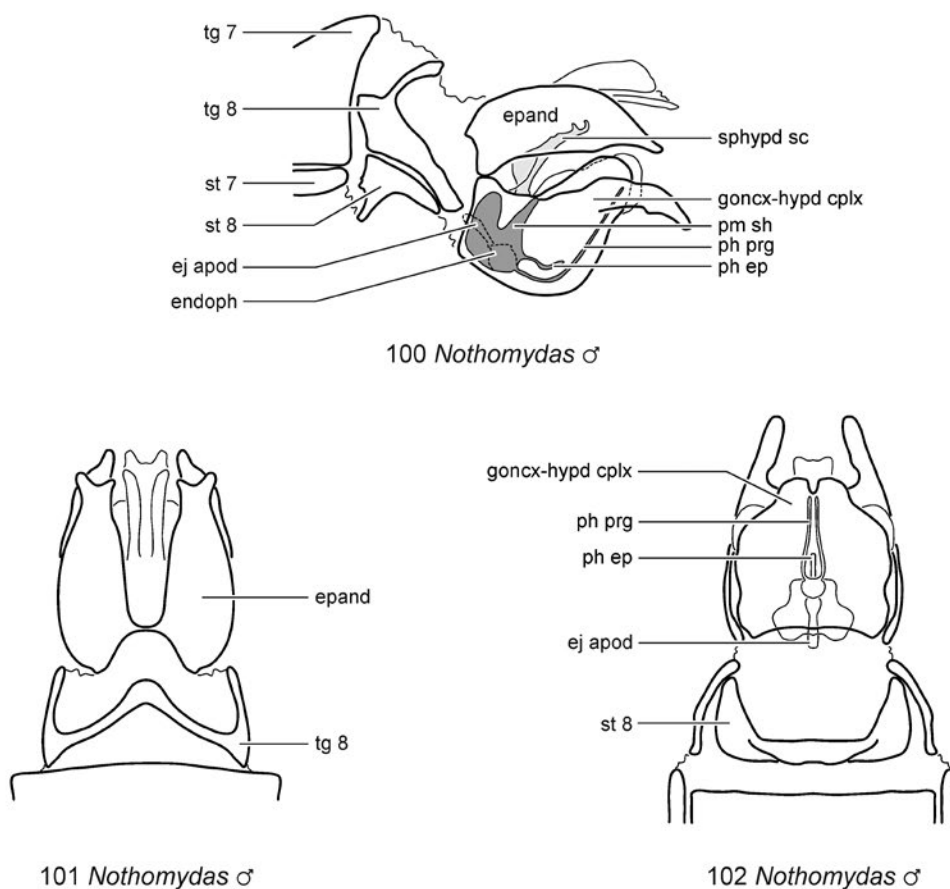 tg 7
tg 8
st 7
st 8
ej apod
endoph
epand
sphypd sc
goncx-hypd cplx
pm sh
ph prg
ph ep
100 Nothomydas ♂
epand
tg 8
101 Nothomydas ♂
goncx-hypd cplx
ph prg
ph ep
ej apod
st 8
102 Nothomydas ♂